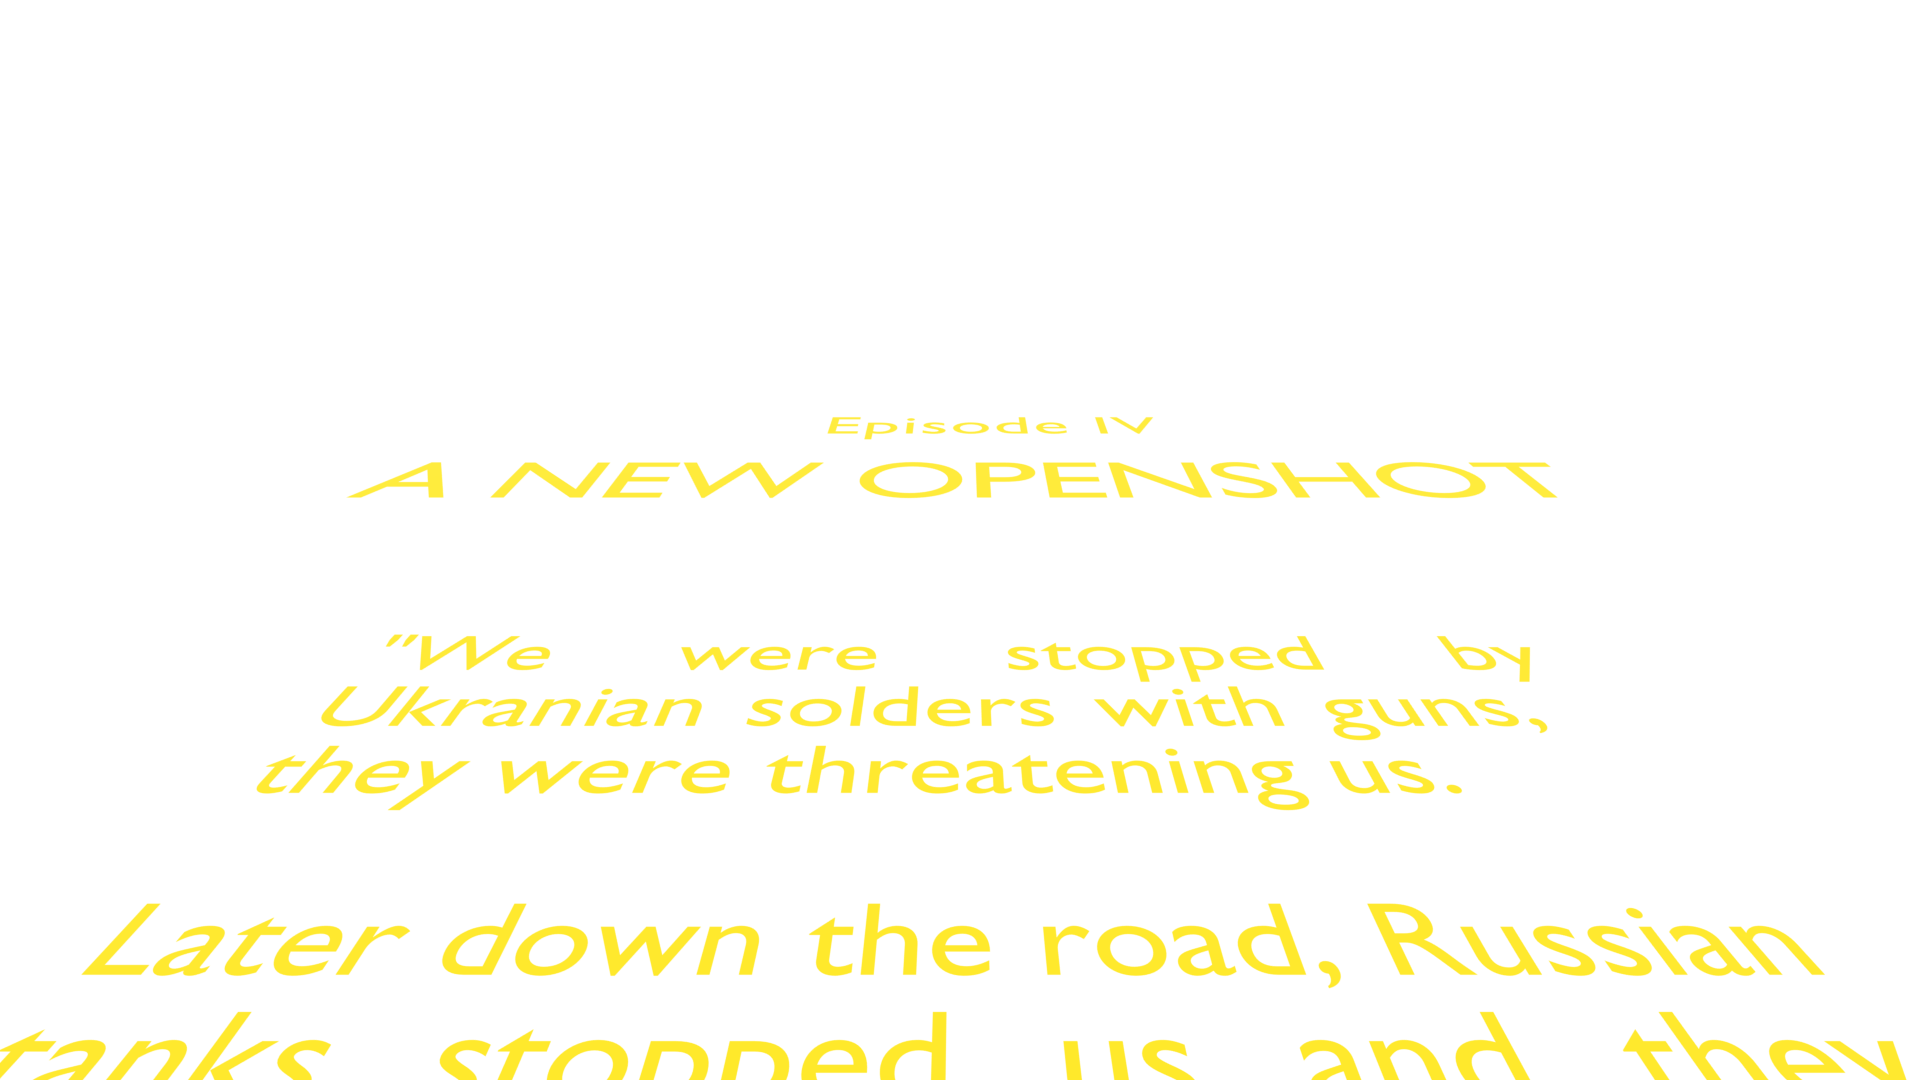 Episode IV
A NEW OPENSHOT
"We were stopped by
Ukranian solders with guns,
they were threatening us.
Later down the road, Russian
tanks stopped us and they